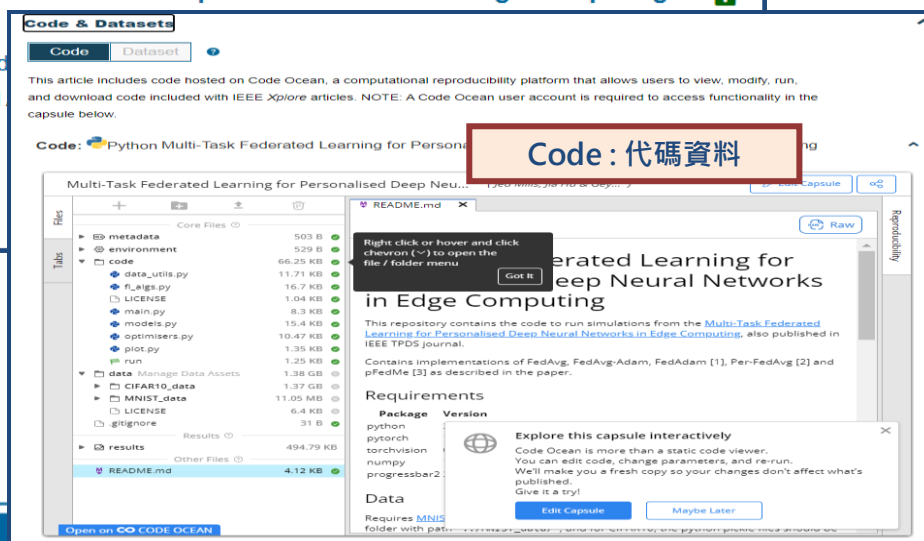 Code & Datasets
Code Dataset ?
This article includes code hosted on Code Ocean, a computational reproducibility platform that allows users to view, modify, run,
and download code included with IEEE Xplore articles. NOTE: A Code Ocean user account is required to access functionality in the
capsule below.
Code: Python Multi-Task Federated Learning for Persona
Code : 代碼資料
Multi-Task Federated Learning for Personalised Deep Neu...
Edit Capsule
Files
Tabs
Core Files
metadata 503 B
environment 529 B
code 66.25 KB
data_utils.py 11.71 KB
fl_algs.py 16.7 KB
LICENSE 1.04 KB
main.py 8.3 KB
models.py 15.4 KB
optimisers.py 10.47 KB
plot.py 1.35 KB
run 1.25 KB
data Manage Data Assets 1.38 GB
CIFAR10_data 1.37 GB
MNIST_data 11.05 MB
LICENSE 6.4 KB
.gitignore 31 B
Results
results 494.79 KB
Other Files
README.md 4.12 KB
Open on CODE OCEAN
README.md ×
Raw
Reproducibility
Right click or hover and click
chevron (﹀) to open the
file / folder menu
Got It
erated Learning for
eep Neural Networks
in Edge Computing
This repository contains the code to run simulations from the Multi-Task Federated
Learning for Personalised Deep Neural Networks in Edge Computing, also published in
IEEE TPDS journal.
Contains implementations of FedAvg, FedAvg-Adam, FedAdam [1], Per-FedAvg [2] and
pFedMe [3] as described in the paper.
Requirements
Package Version
python
pytorch
torchvision
numpy
progressbar2
Data
Requires MNIS
folder with path
Explore this capsule interactively
Code Ocean is more than a static code viewer.
You can edit code, change parameters, and re-run.
We'll make you a fresh copy so your changes don't affect what's
published.
Give it a try!
Edit Capsule Maybe Later